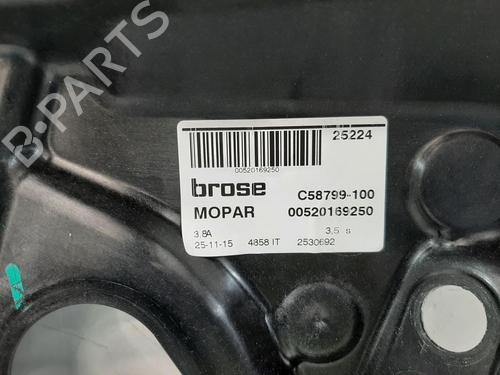 B-PARTS
25224
00520169250
brose C58799-100
MOPAR 00520169250
3,8A 3,5 s
25-11-15 4858 IT 2530692